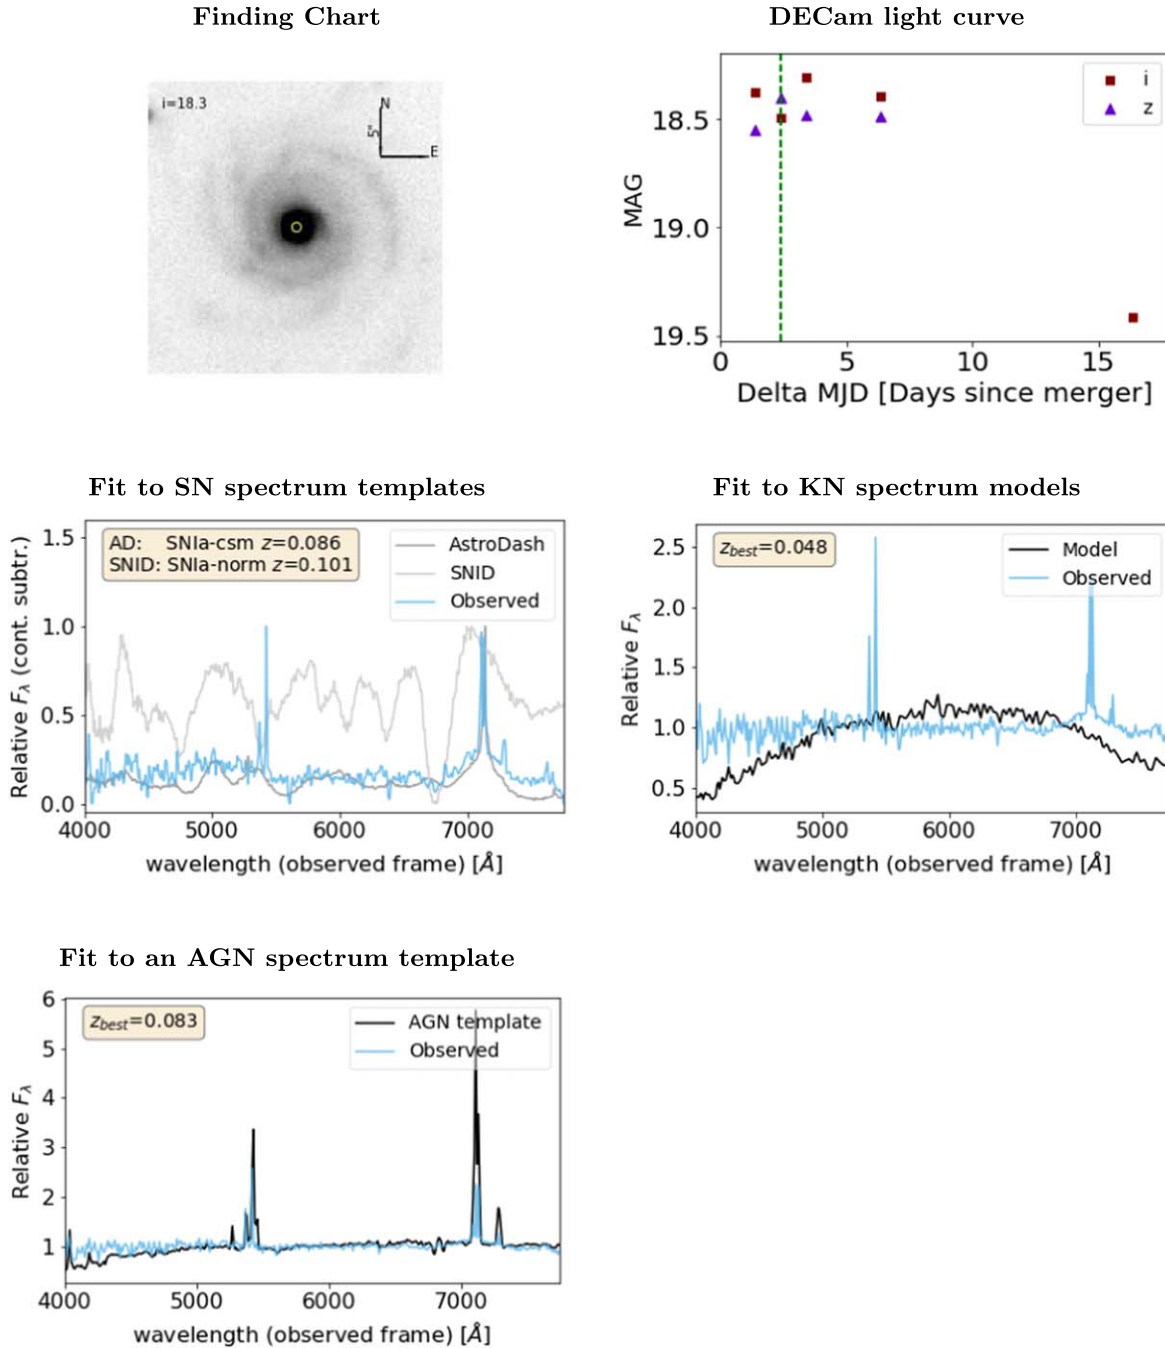 Finding Chart
i=18.3
N
5"
E
DECam light curve
i
z
18.5
19.0
19.5
MAG
0 5 10 15
Delta MJD [Days since merger]
Fit to SN spectrum templates
AD: SNIa-csm z=0.086
SNID: SNIa-norm z=0.101
AstroDash
SNID
Observed
1.5
1.0
0.5
0.0
Relative Fλ (cont. subtr.)
4000 5000 6000 7000
wavelength (observed frame) [Å]
Fit to KN spectrum models
zbest=0.048
Model
Observed
2.5
2.0
1.5
1.0
0.5
Relative Fλ
4000 5000 6000 7000
wavelength (observed frame) [Å]
Fit to an AGN spectrum template
zbest=0.083
AGN template
Observed
6
5
4
3
2
1
Relative Fλ
4000 5000 6000 7000
wavelength (observed frame) [Å]